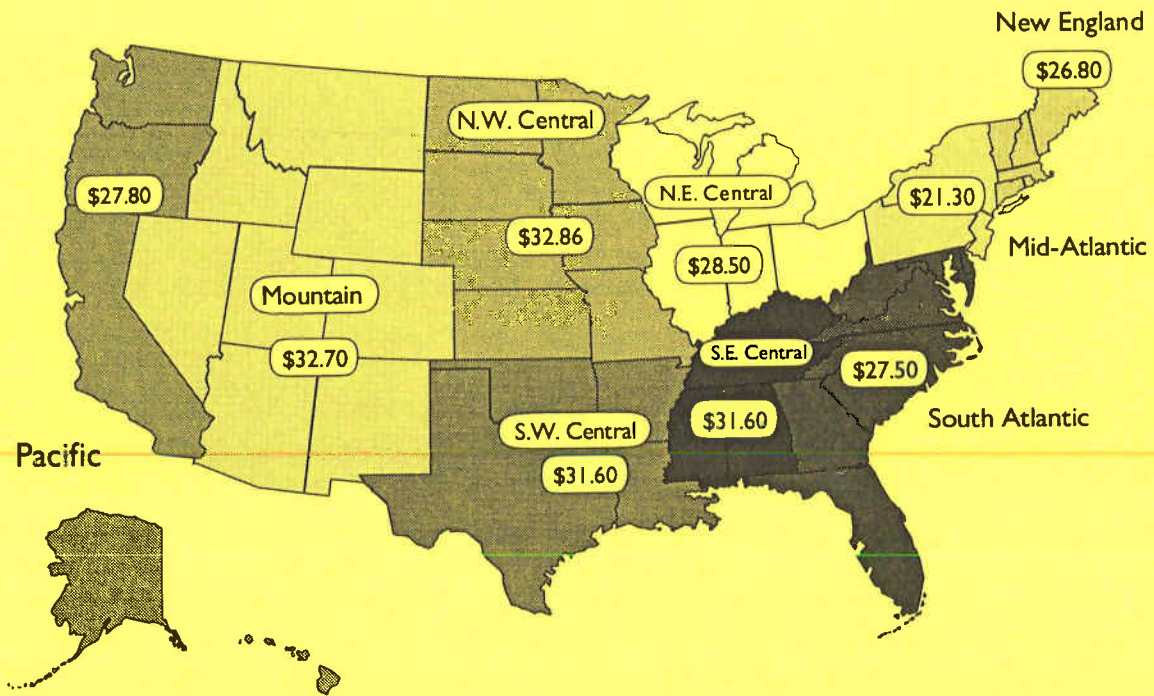 New England
$26.80
N.W. Central
N.E. Central
$27.80
$21.30
$32.86
Mid-Atlantic
$28.50
Mountain
$32.70
S.E. Central
$27.50
S.W. Central
$31.60
South Atlantic
Pacific
$31.60